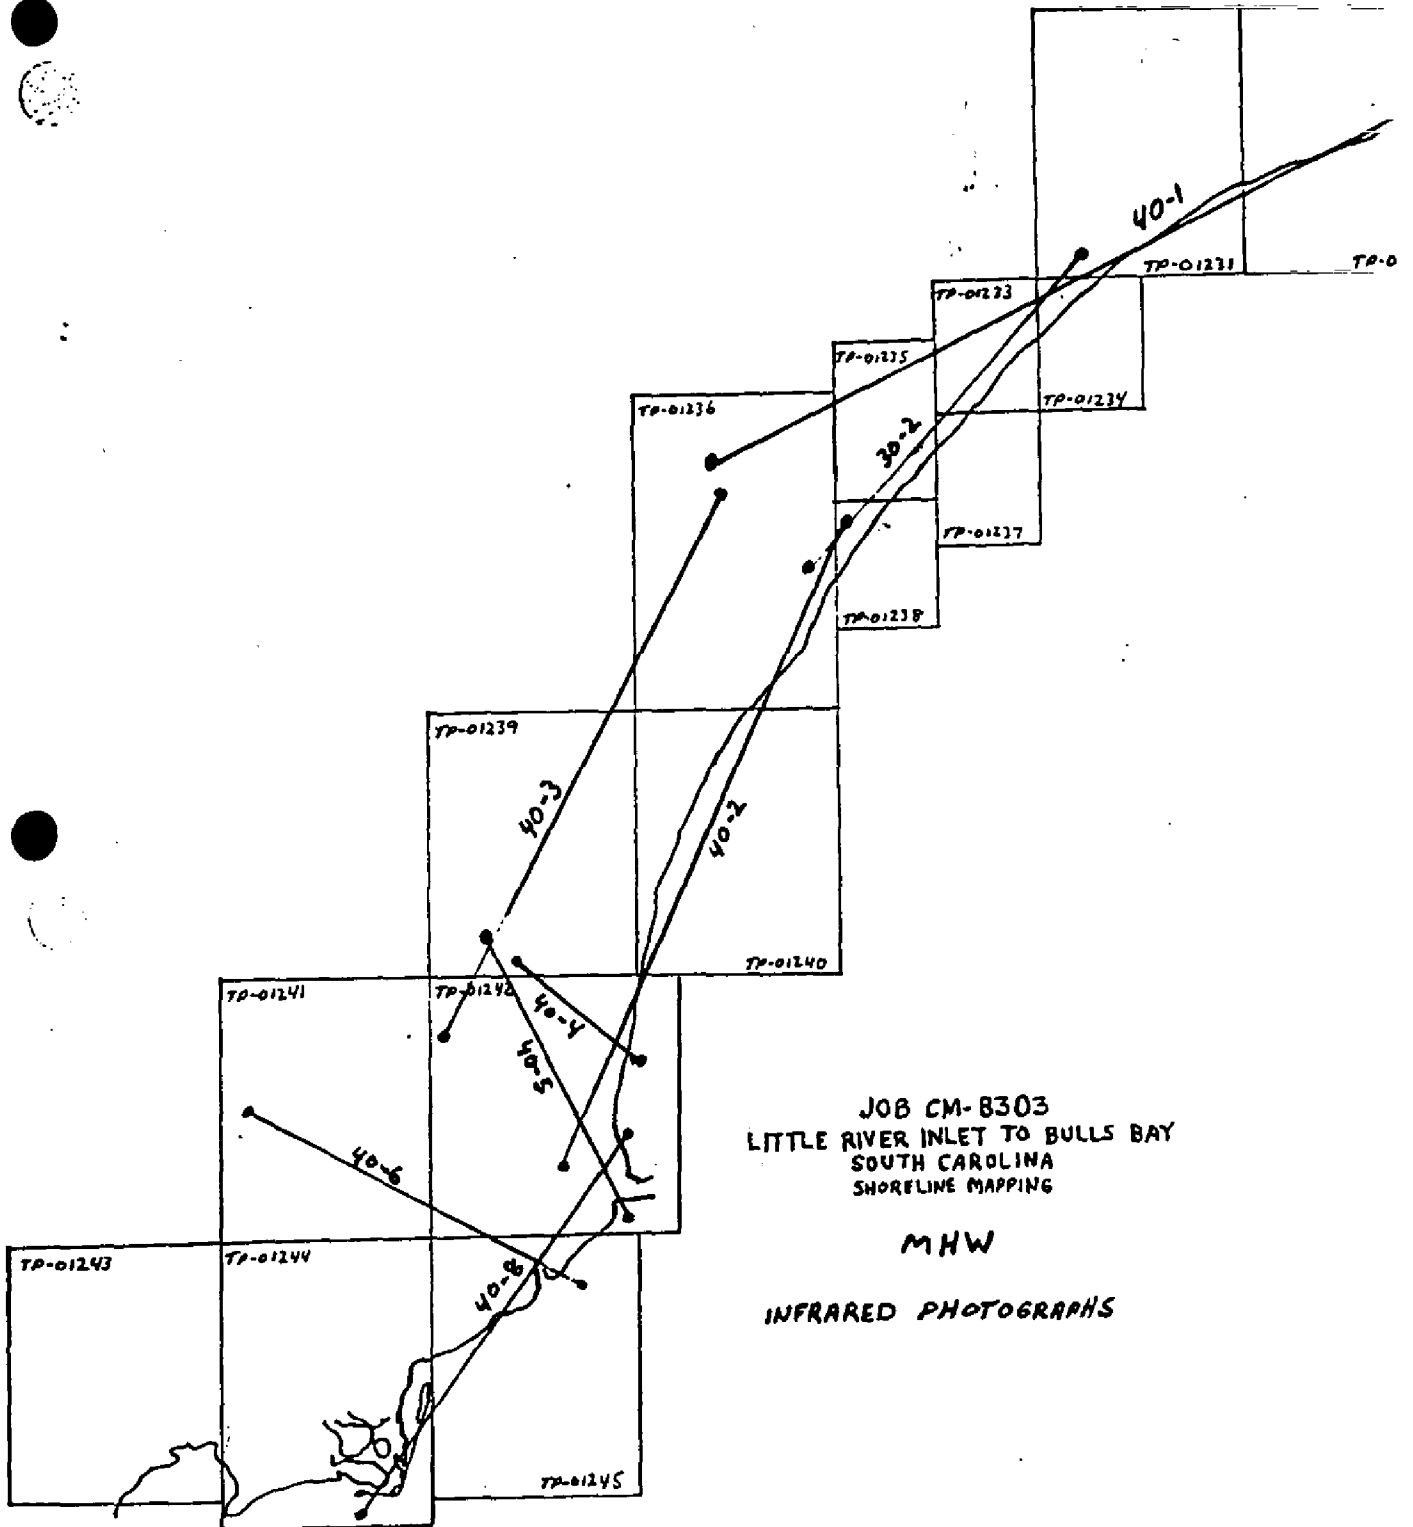 40-1
TP-01231
TP-0
TP-01233
TP-01235
TP-01234
TP-01236
30-2
TP-01237
TP-01238
TP-01239
40-3
40-2
TP-01240
TP-01241
TP-01242
40-4
40-5
JOB CM-8303
LITTLE RIVER INLET TO BULLS BAY
SOUTH CAROLINA
SHORELINE MAPPING
40-6
MHW
TP-01243
TP-01244
40-8
INFRARED PHOTOGRAPHS
TP-01245